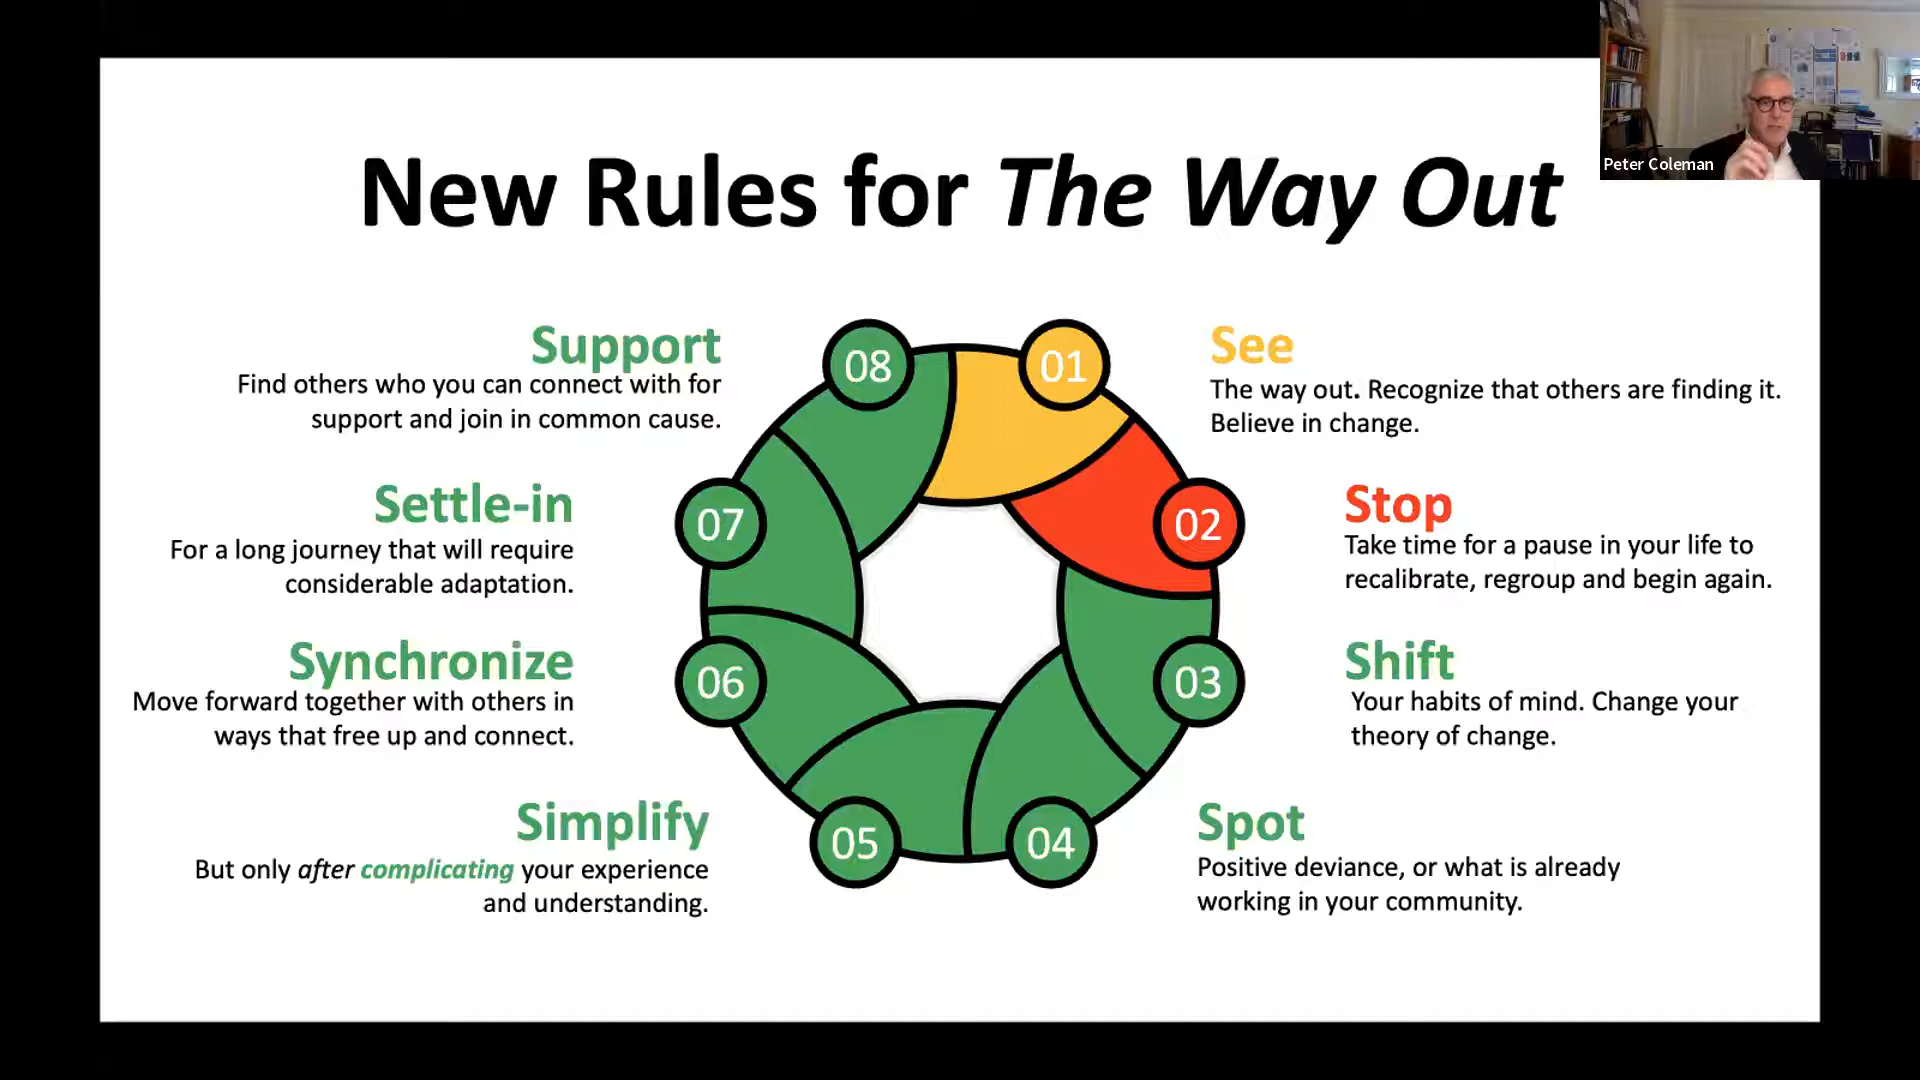 New Rules for The Way Out
Peter Coleman
01
See
The way out. Recognize that others are finding it.
Believe in change.
02
Stop
Take time for a pause in your life to
recalibrate, regroup and begin again.
03
Shift
Your habits of mind. Change your
theory of change.
04
Spot
Positive deviance, or what is already
working in your community.
05
Simplify
But only after complicating your experience
and understanding.
06
Synchronize
Move forward together with others in
ways that free up and connect.
07
Settle-in
For a long journey that will require
considerable adaptation.
08
Support
Find others who you can connect with for
support and join in common cause.